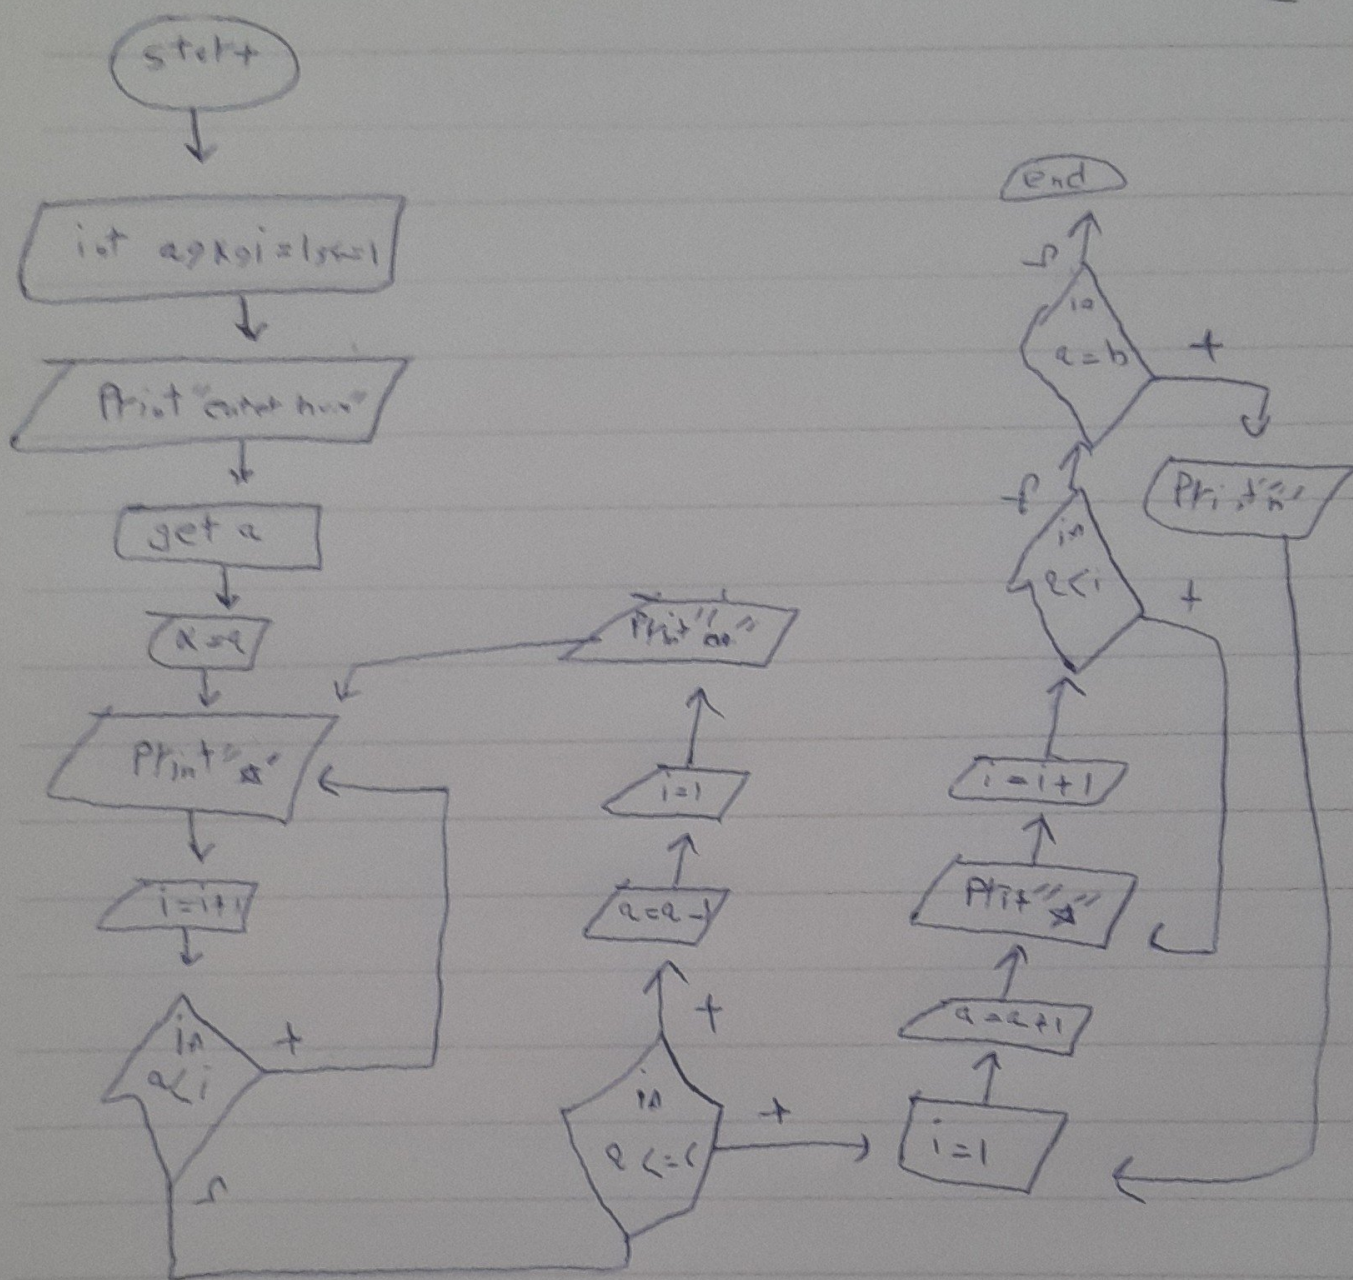 start
int a,x,i=1,c=1
Print "enter num"
get a
x=a
Print "☆"
i=i+1
in
a<i
+
in
a<=c
+
+
a=a-1
i=1
Print "\n"
i=1
a=a+1
Print "☆"
i=i+1
in
a<i
+
in
a=b
+
Print "\n"
end